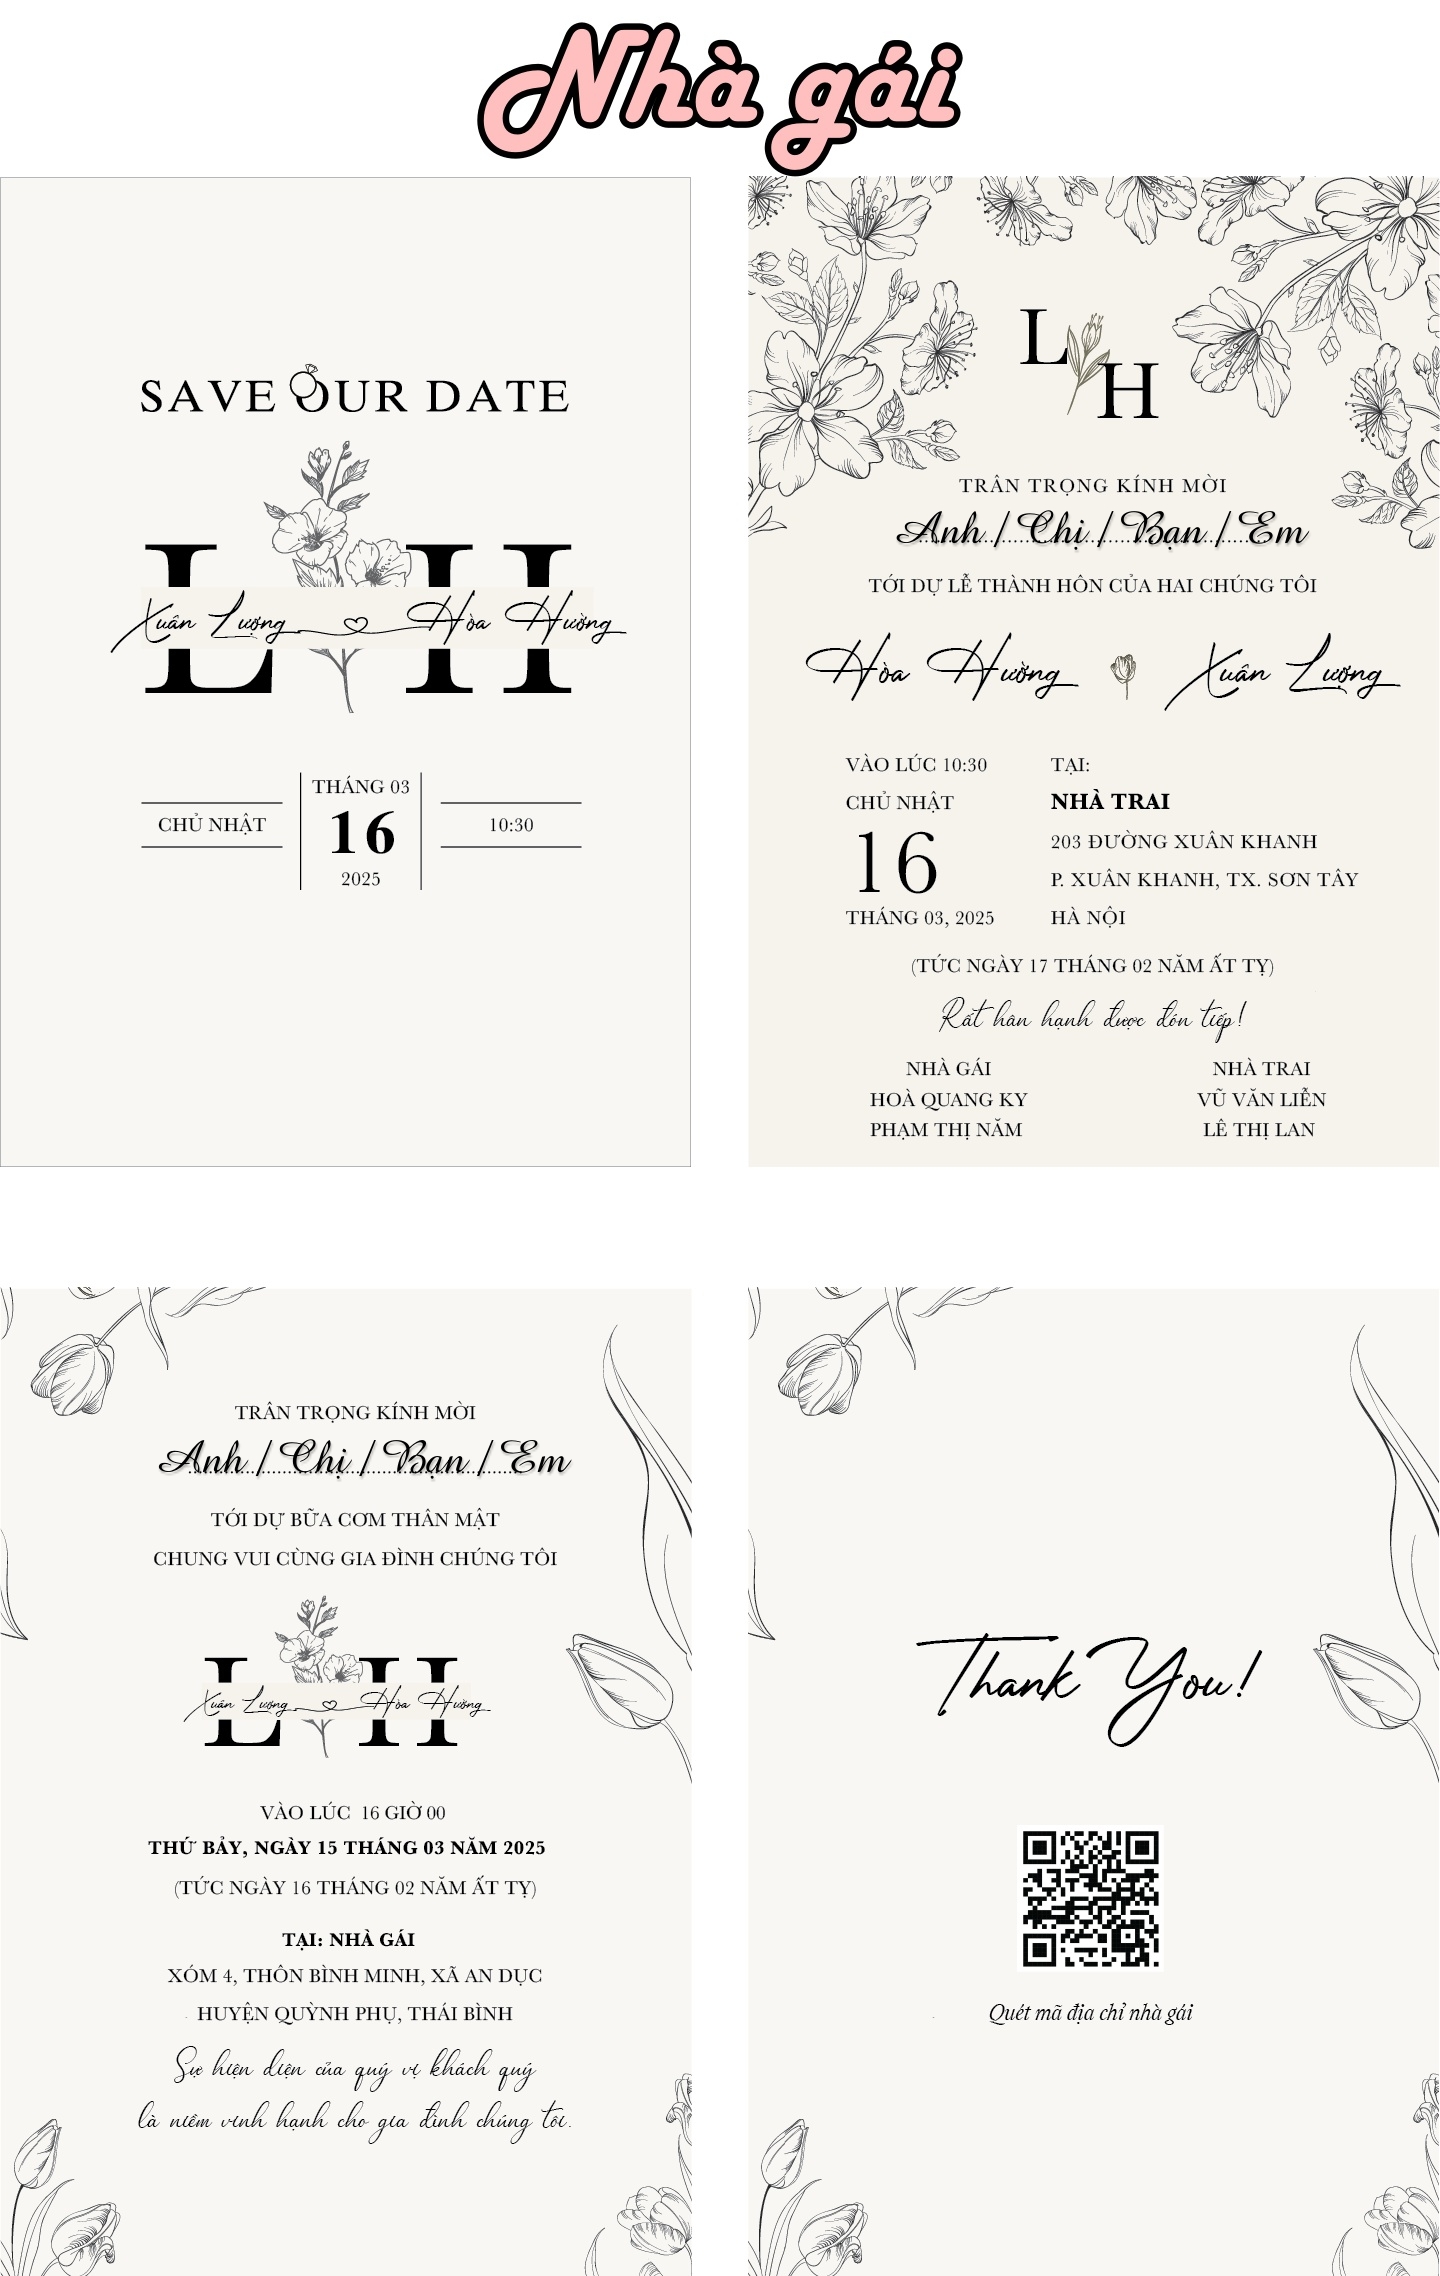 Nhà gái
SAVE OUR DATE
L H
Xuân Lượng Hòa Hường
THÁNG 03
CHỦ NHẬT 16 10:30
2025
L H
TRÂN TRỌNG KÍNH MỜI
Anh / Chị / Bạn / Em
TỚI DỰ LỄ THÀNH HÔN CỦA HAI CHÚNG TÔI
Hòa Hường Xuân Lượng
VÀO LÚC 10:30
CHỦ NHẬT
16
THÁNG 03, 2025
TẠI:
NHÀ TRAI
203 ĐƯỜNG XUÂN KHANH
P. XUÂN KHANH, TX. SƠN TÂY
HÀ NỘI
(TỨC NGÀY 17 THÁNG 02 NĂM ẤT TỴ)
Rất hân hạnh được đón tiếp!
NHÀ GÁI
HOÀ QUANG KY
PHẠM THỊ NĂM
NHÀ TRAI
VŨ VĂN LIỄN
LÊ THỊ LAN
TRÂN TRỌNG KÍNH MỜI
Anh / Chị / Bạn / Em
TỚI DỰ BỮA CƠM THÂN MẬT
CHUNG VUI CÙNG GIA ĐÌNH CHÚNG TÔI
L H
Xuân Lượng Hòa Hường
VÀO LÚC 16 GIỜ 00
THỨ BẢY, NGÀY 15 THÁNG 03 NĂM 2025
(TỨC NGÀY 16 THÁNG 02 NĂM ẤT TỴ)
TẠI: NHÀ GÁI
XÓM 4, THÔN BÌNH MINH, XÃ AN DỤC
HUYỆN QUỲNH PHỤ, THÁI BÌNH
Sự hiện diện của quý vị khách quý
là niềm vinh hạnh cho gia đình chúng tôi.
Thank You!
Quét mã địa chỉ nhà gái